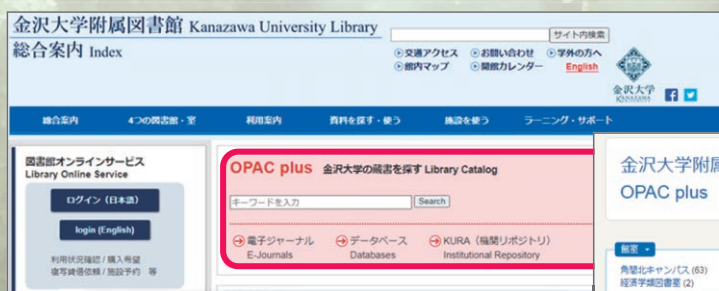 金沢大学附属図書館 Kanazawa University Library
総合案内 Index
サイト内検索
交通アクセス お問い合わせ 学外の方へ
館内マップ 開館カレンダー English
金沢大学
総合案内 4つの図書館・室 利用案内 資料を探す・使う 施設を使う ラーニング・サポート
図書館オンラインサービス
Library Online Service
ログイン（日本語）
login (English)
利用状況確認 / 購入希望
複写貸借依頼 / 施設予約 等
OPAC plus 金沢大学の蔵書を探す Library Catalog
キーワードを入力 Search
電子ジャーナル データベース KURA（機関リポジトリ）
E-Journals Databases Institutional Repository
金沢大学附属
OPAC plus
館室
角間北キャンパス (63)
経済学類図書室 (2)